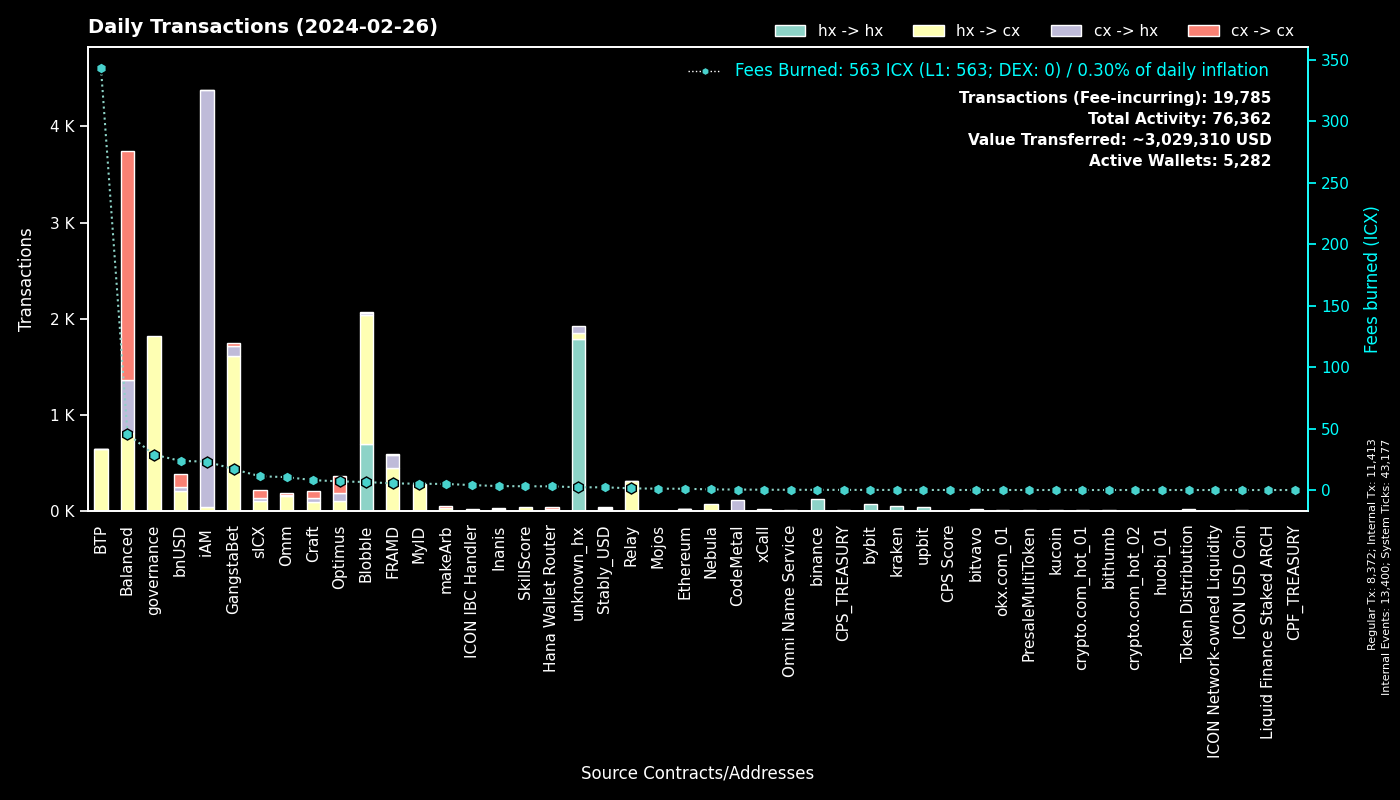 Daily Transactions (2024-02-26)
hx -> hx
hx -> cx
cx -> hx
cx -> cx
Fees Burned: 563 ICX (L1: 563; DEX: 0) / 0.30% of daily inflation
Transactions (Fee-incurring): 19,785
Total Activity: 76,362
Value Transferred: ~3,029,310 USD
Active Wallets: 5,282
Transactions
4 K
3 K
2 K
1 K
0 K
350
300
250
200
150
100
50
0
Fees burned (ICX)
Regular Tx: 8,372; Internal Tx: 11,413
Internal Events: 13,400; System Ticks: 43,177
BTP
Balanced
governance
bnUSD
iAM
GangstaBet
sICX
Omm
Craft
Optimus
Blobble
FRAMD
MyID
makeArb
ICON IBC Handler
Inanis
SkillScore
Hana Wallet Router
unknown_hx
Stably_USD
Relay
Mojos
Ethereum
Nebula
CodeMetal
xCall
Omni Name Service
binance
CPS_TREASURY
bybit
kraken
upbit
CPS Score
bitvavo
okx.com_01
PresaleMultiToken
kucoin
crypto.com_hot_01
bithumb
crypto.com_hot_02
huobi_01
Token Distribution
ICON Network-owned Liquidity
ICON USD Coin
Liquid Finance Staked ARCH
CPF_TREASURY
Source Contracts/Addresses